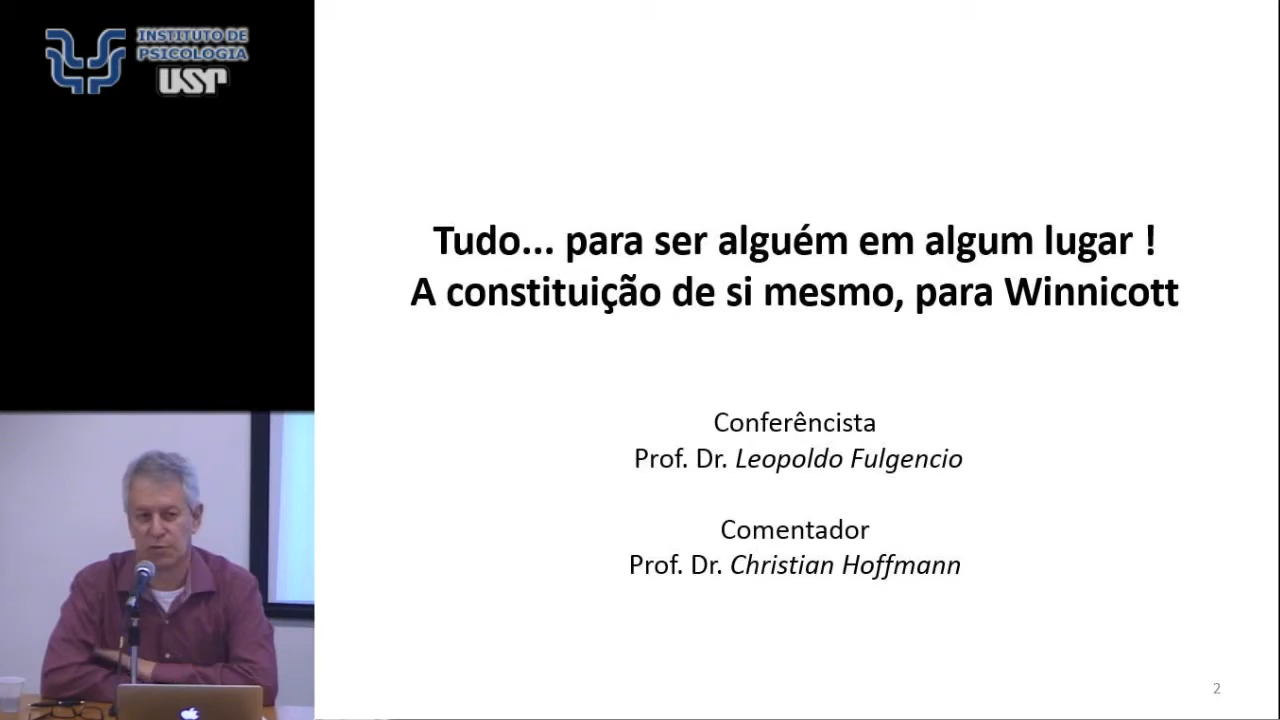 INSTITUTO DE
PSICOLOGIA
USP
Tudo... para ser alguém em algum lugar !
A constituição de si mesmo, para Winnicott
Conferêncista
Prof. Dr. Leopoldo Fulgencio
Comentador
Prof. Dr. Christian Hoffmann
2